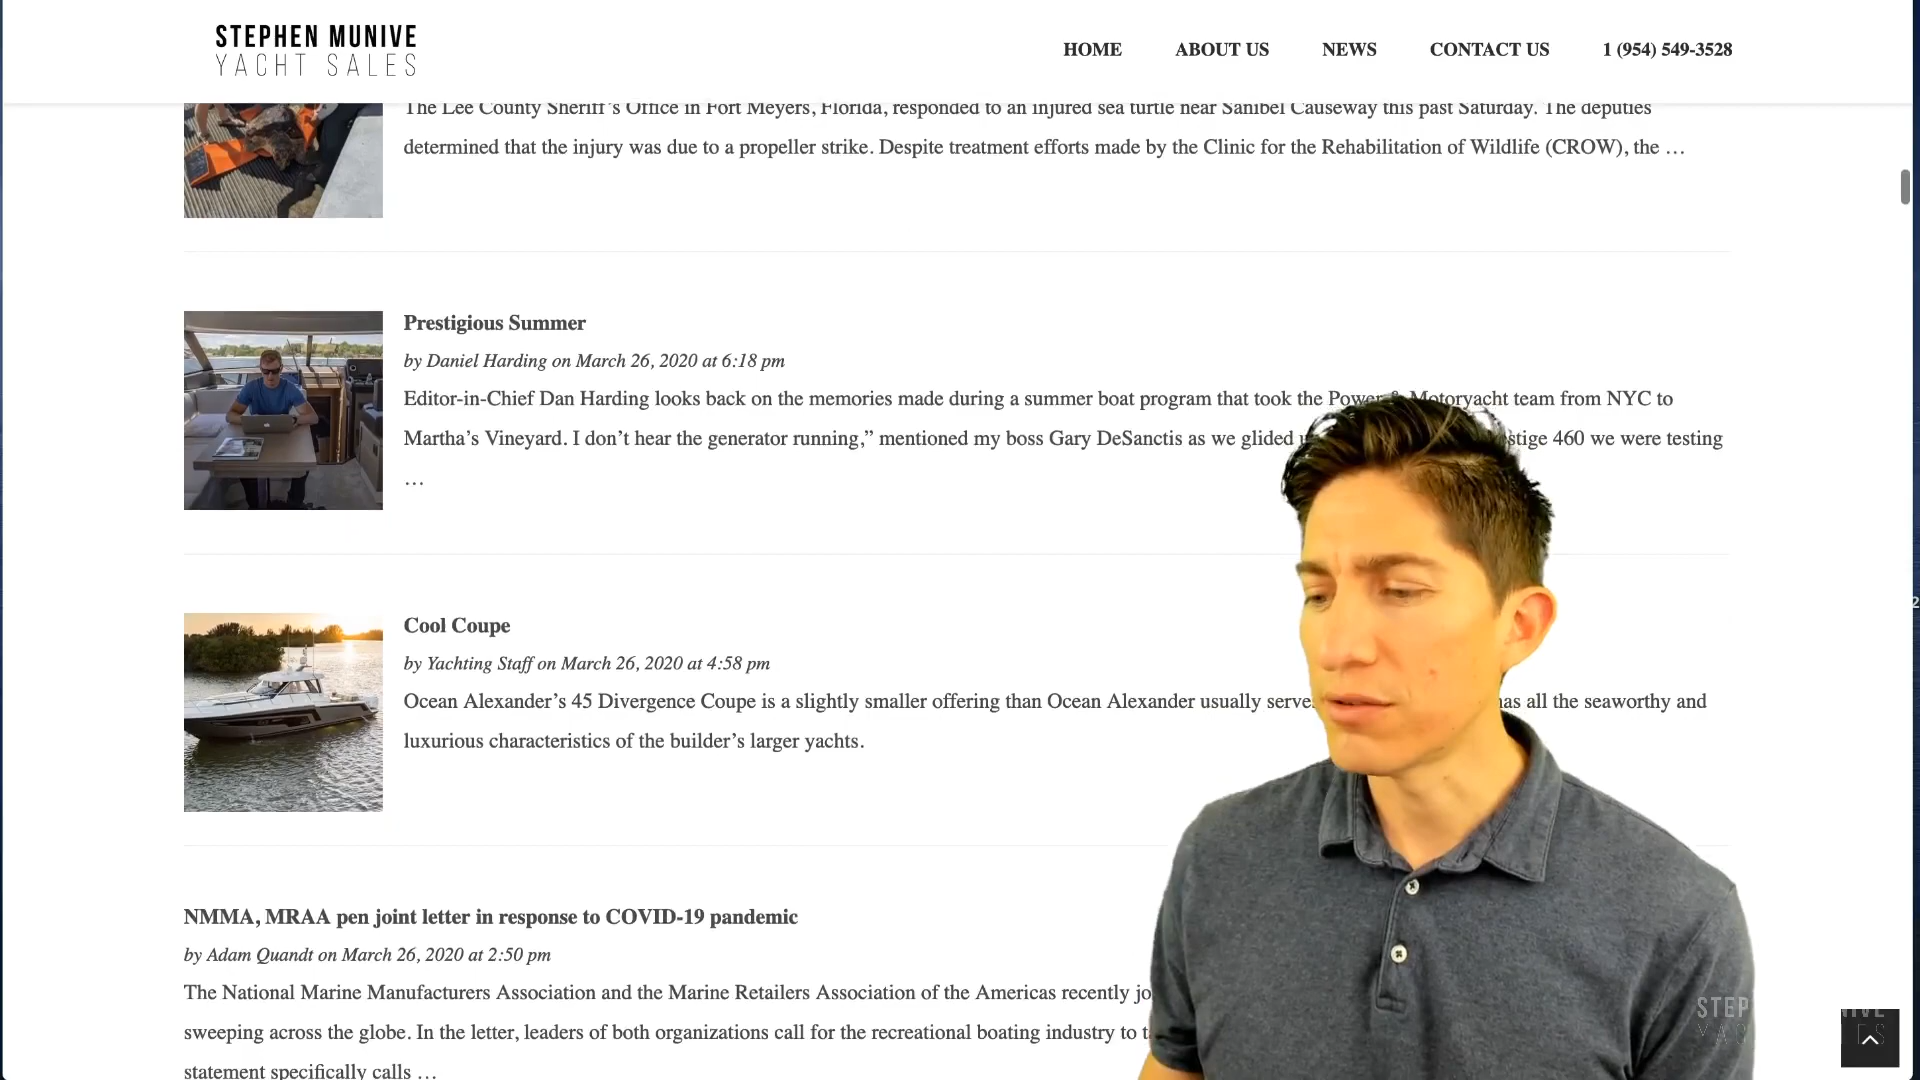 STEPHEN MUNIVE
YACHT SALES
HOME ABOUT US NEWS CONTACT US 1 (954) 549-3528
The Lee County Sheriff's Office in Fort Meyers, Florida, responded to an injured sea turtle near Sanibel Causeway this past Saturday. The deputies
determined that the injury was due to a propeller strike. Despite treatment efforts made by the Clinic for the Rehabilitation of Wildlife (CROW), the …
Prestigious Summer
by Daniel Harding on March 26, 2020 at 6:18 pm
Editor-in-Chief Dan Harding looks back on the memories made during a summer boat program that took the Power & Motoryacht team from NYC to
Martha’s Vineyard. I don’t hear the generator running,” mentioned my boss Gary DeSanctis as we glided 460 we were testing
…
Cool Coupe
by Yachting Staff on March 26, 2020 at 4:58 pm
Ocean Alexander’s 45 Divergence Coupe is a slightly smaller offering than Ocean Alexander usually all the seaworthy and
luxurious characteristics of the builder’s larger yachts.
NMMA, MRAA pen joint letter in response to COVID-19 pandemic
by Adam Quandt on March 26, 2020 at 2:50 pm
The National Marine Manufacturers Association and the Marine Retailers Association of the Americas recently
sweeping across the globe. In the letter, leaders of both organizations call for the recreational boating industry to
statement specifically calls …